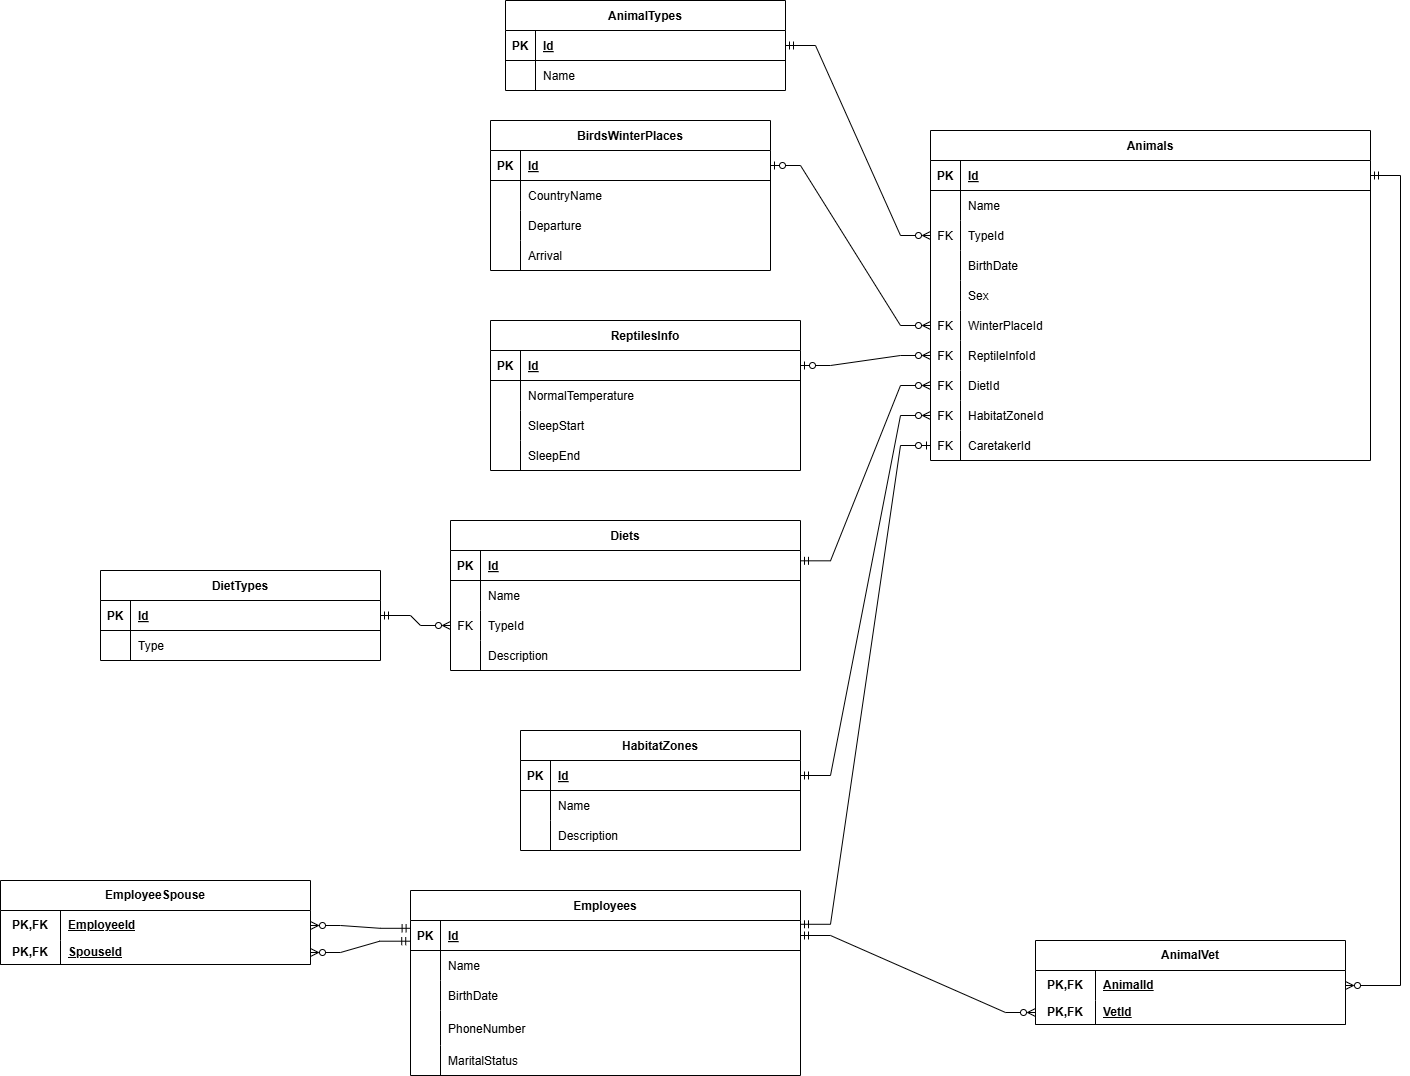 AnimalTypes
PK Id
Name
BirdsWinterPlaces
PK Id
CountryName
Departure
Arrival
Animals
PK Id
Name
FK TypeId
BirthDate
Sex
FK WinterPlaceId
FK ReptileInfoId
FK DietId
FK HabitatZoneId
FK CaretakerId
ReptilesInfo
PK Id
NormalTemperature
SleepStart
SleepEnd
Diets
PK Id
Name
FK TypeId
Description
DietTypes
PK Id
Type
HabitatZones
PK Id
Name
Description
EmployeeSpouse
PK,FK EmployeeId
PK,FK SpouseId
Employees
PK Id
Name
BirthDate
PhoneNumber
MaritalStatus
AnimalVet
PK,FK AnimalId
PK,FK VetId